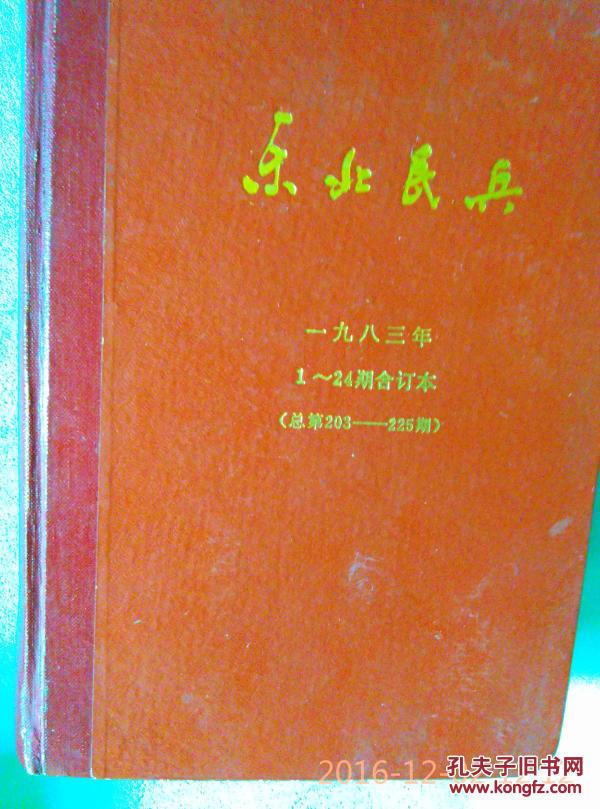 东北民兵
一九八三年
1～24期合订本
（总第203——225期）
2016-12-
孔夫子旧书网
www.kongfz.com